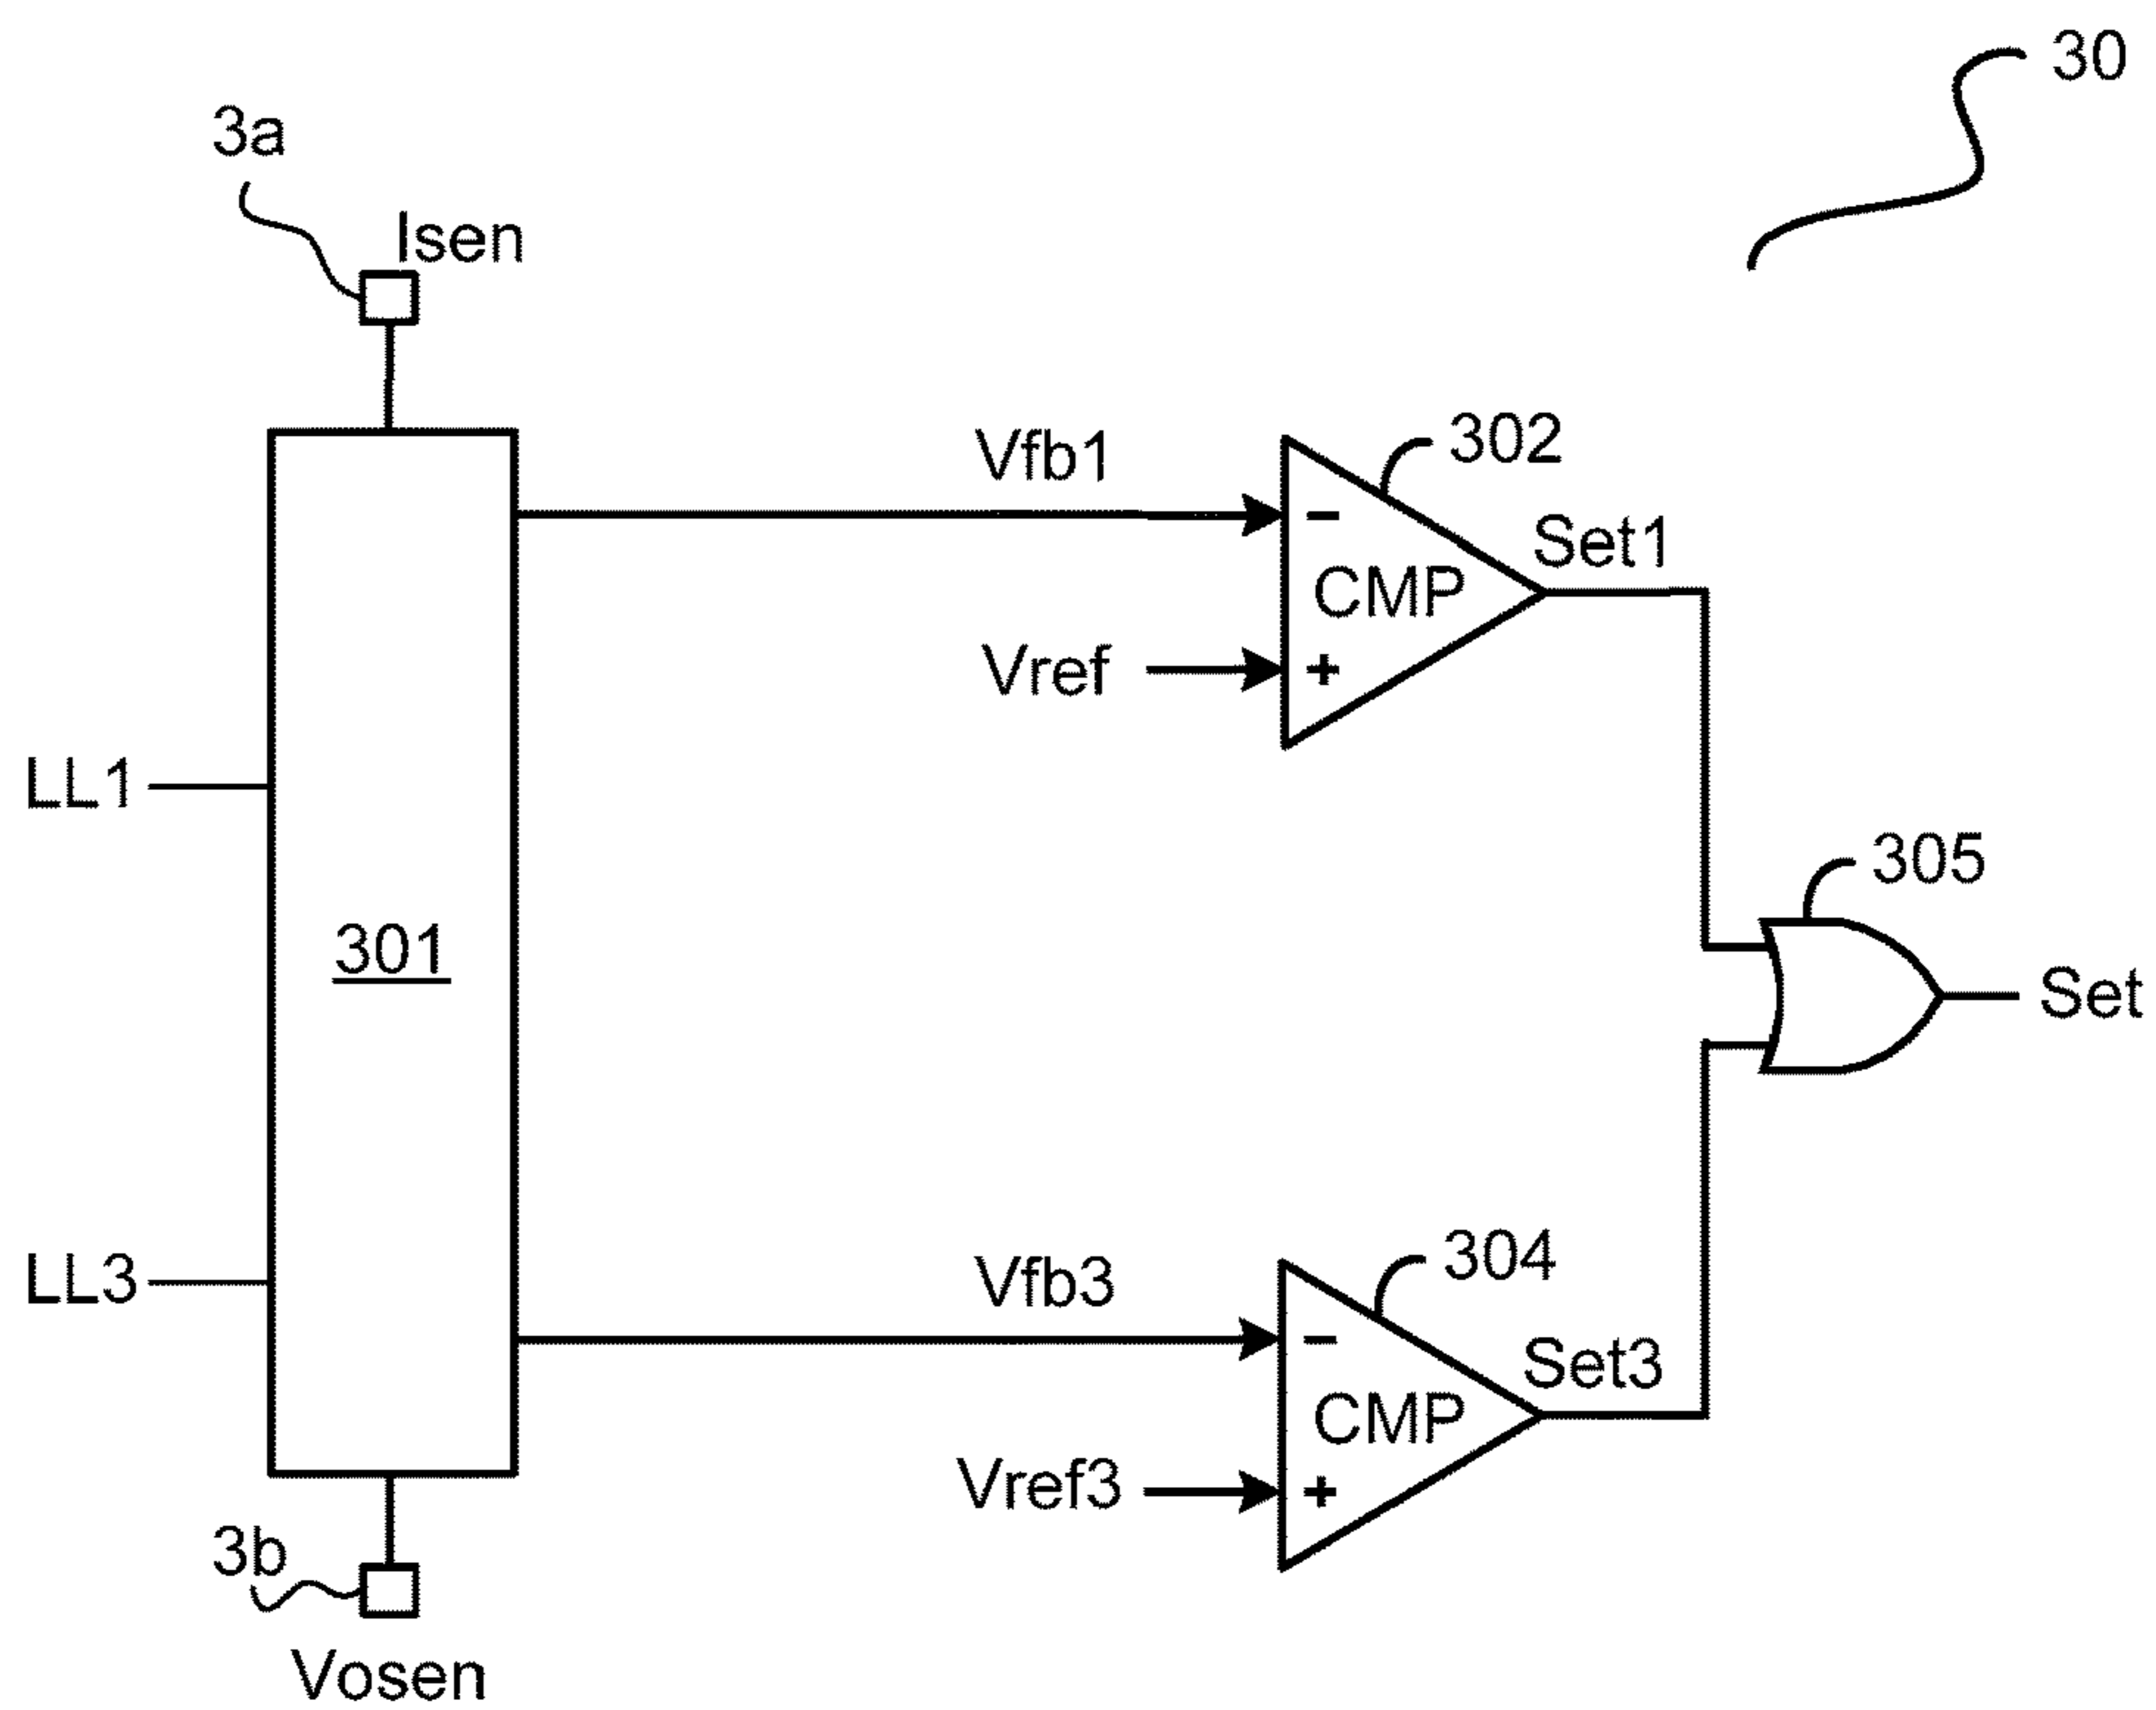 30
3a
Isen
302
Vfb1
-
Set1
CMP
Vref
+
LL1
305
301
Set
LL3
304
Vfb3
-
Set3
CMP
Vref3
+
3b
Vosen